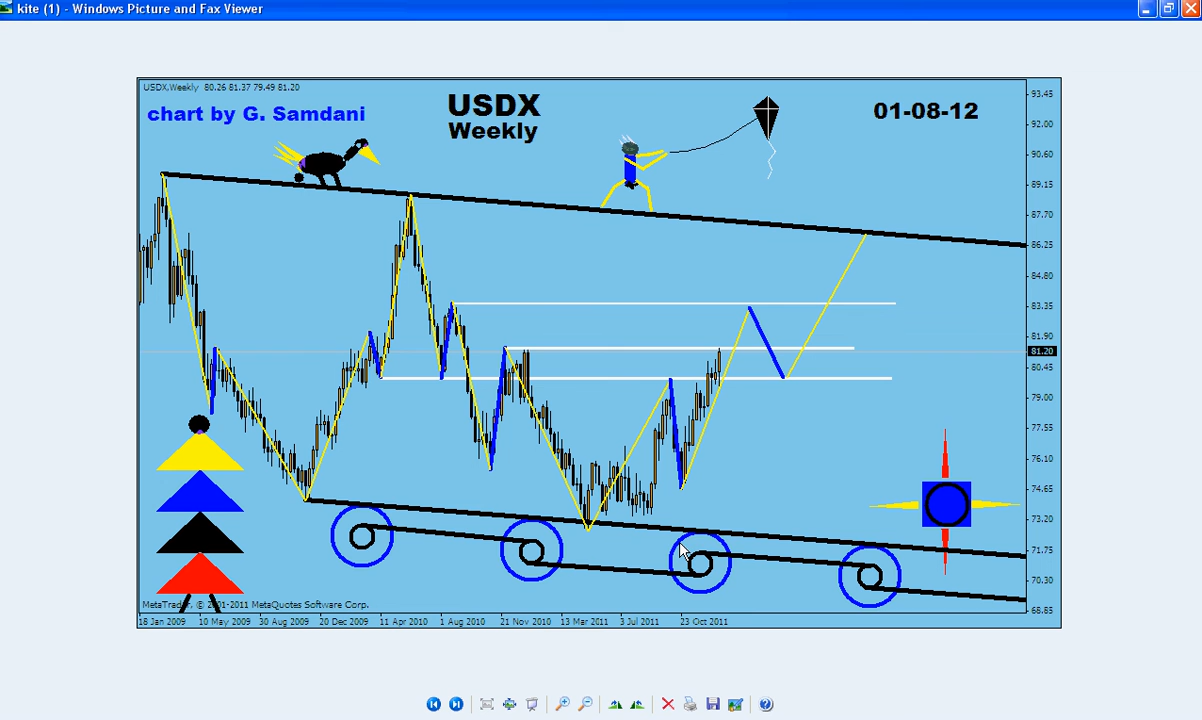 kite (1) - Windows Picture and Fax Viewer
USDX,Weekly 80.26 81.37 79.49 81.20
chart by G. Samdani
USDX
Weekly
01-08-12
93.45
92.00
90.60
89.15
87.70
86.25
84.80
83.35
81.90
81.20
80.45
79.00
77.55
76.10
74.65
73.20
71.75
70.30
68.85
MetaTrader, © 2001-2011 MetaQuotes Software Corp.
18 Jan 2009 10 May 2009 30 Aug 2009 20 Dec 2009 11 Apr 2010 1 Aug 2010 21 Nov 2010 13 Mar 2011 3 Jul 2011 23 Oct 2011